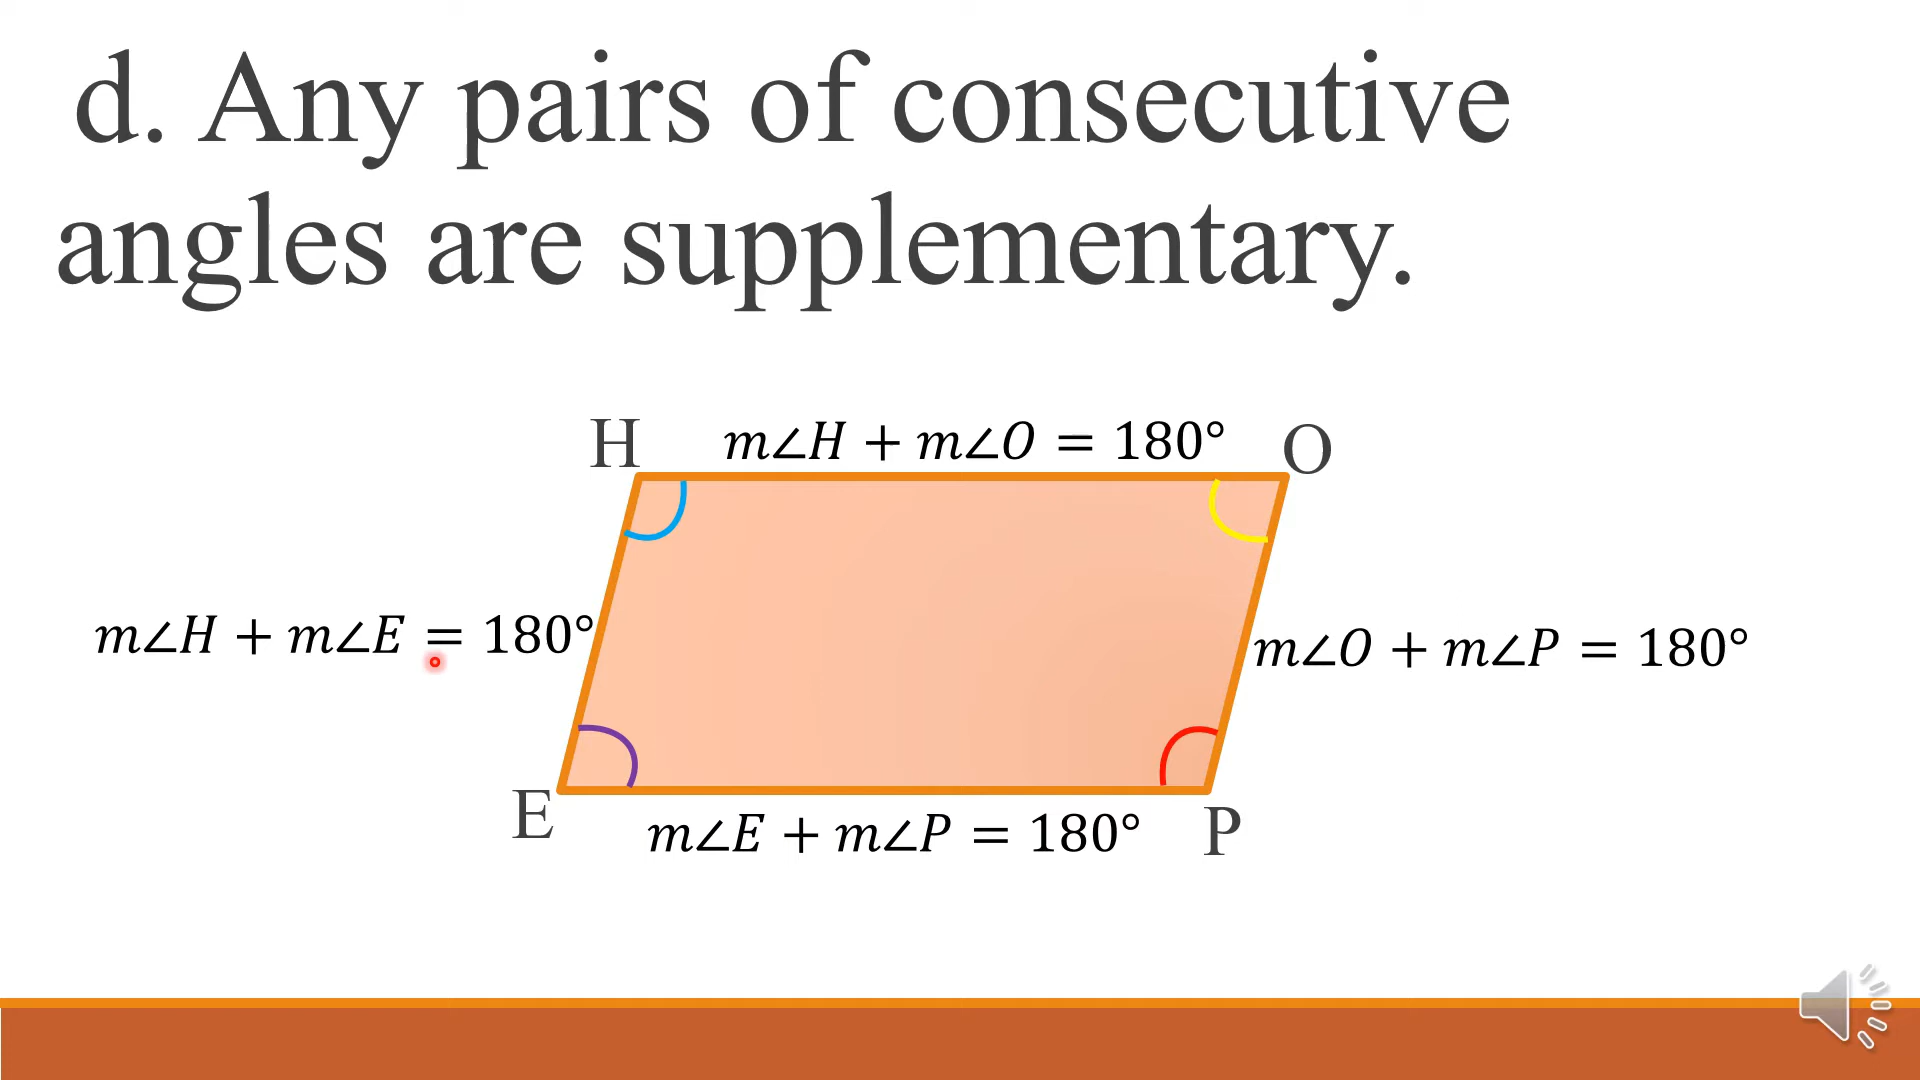 d. Any pairs of consecutive
angles are supplementary.
H m∠H + m∠O = 180° O
m∠H + m∠E = 180°
m∠O + m∠P = 180°
E m∠E + m∠P = 180° P